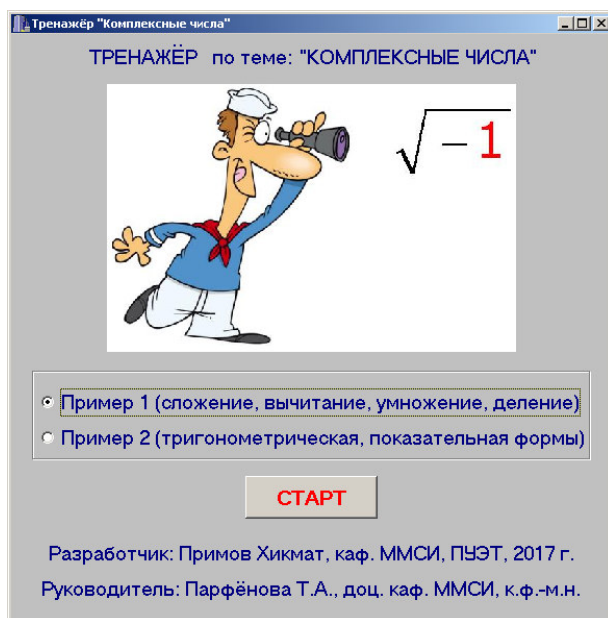 Тренажёр "Комплексные числа"
ТРЕНАЖЁР по теме: "КОМПЛЕКСНЫЕ ЧИСЛА"
√-1
Пример 1 (сложение, вычитание, умножение, деление)
Пример 2 (тригонометрическая, показательная формы)
СТАРТ
Разработчик: Примов Хикмат, каф. ММСИ, ПУЭТ, 2017 г.
Руководитель: Парфёнова Т.А., доц. каф. ММСИ, к.ф.-м.н.